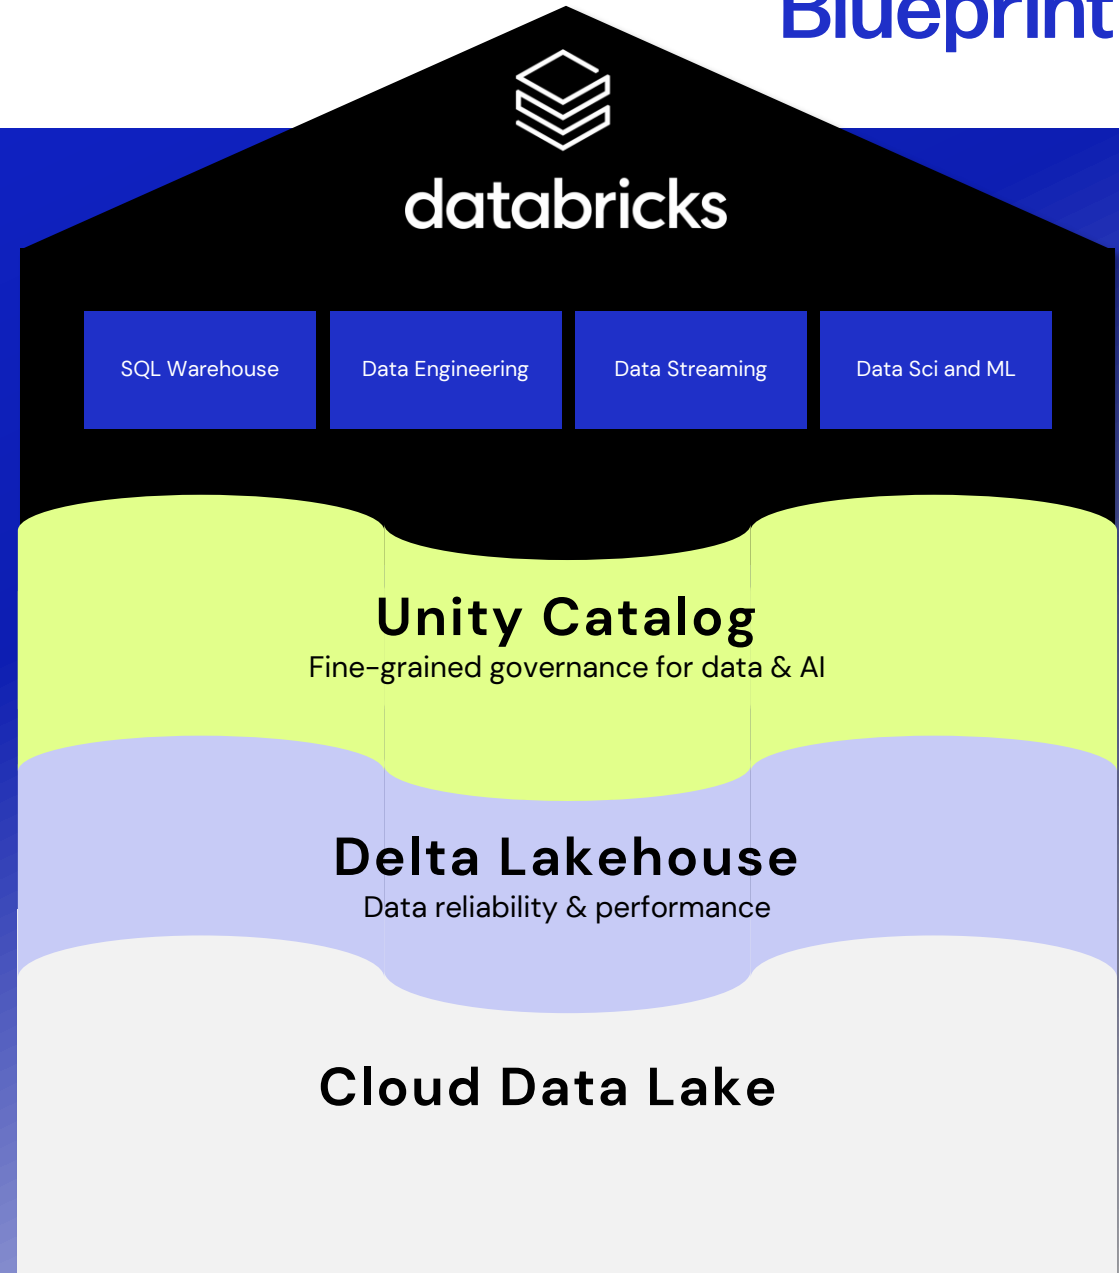 Blueprint
databricks
SQL Warehouse
Data Engineering
Data Streaming
Data Sci and ML
Unity Catalog
Fine-grained governance for data & AI
Delta Lakehouse
Data reliability & performance
Cloud Data Lake